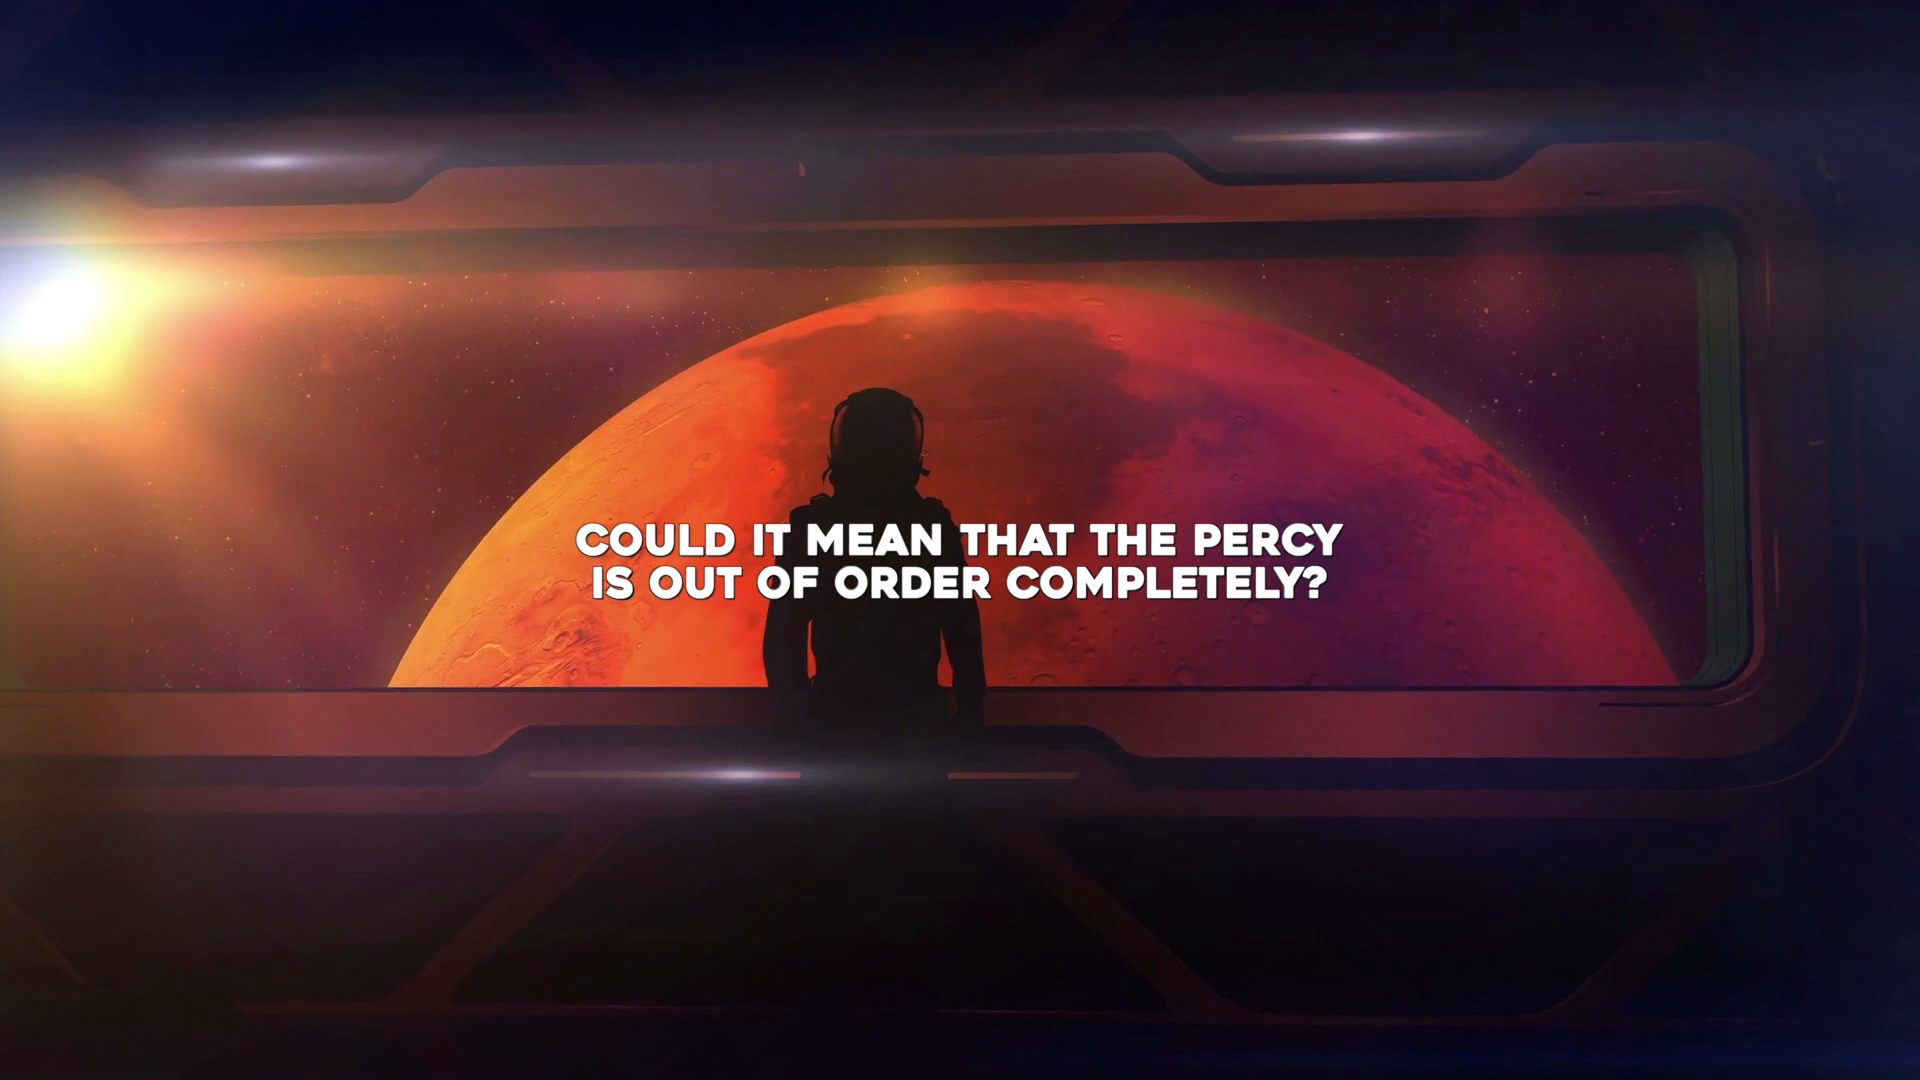 COULD IT MEAN THAT THE PERCY
IS OUT OF ORDER COMPLETELY?